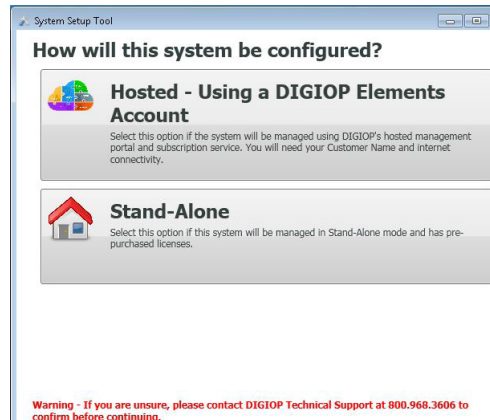 System Setup Tool
How will this system be configured?
Hosted - Using a DIGIOP Elements
Account
Select this option if the system will be managed using DIGIOP's hosted management
portal and subscription service. You will need your Customer Name and internet
connectivity.
Stand-Alone
Select this option if this system will be managed in Stand-Alone mode and has pre-
purchased licenses.
Warning - If you are unsure, please contact DIGIOP Technical Support at 800.968.3606 to
confirm before continuing.